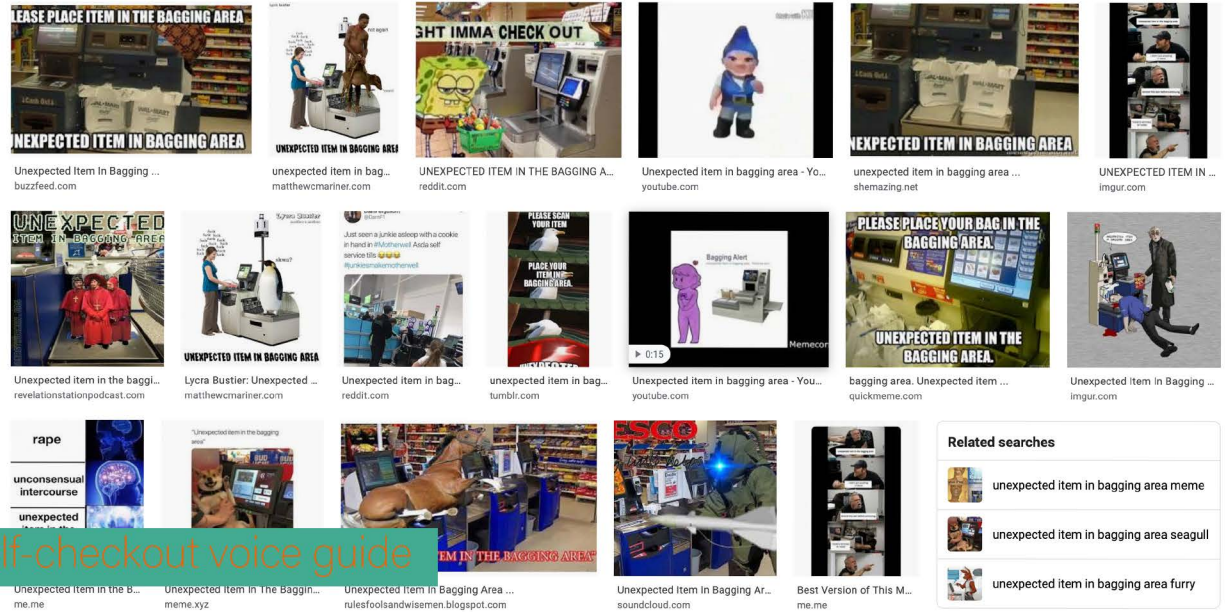 PLEASE PLACE ITEM IN THE BAGGING AREA
WAL-MART
WAL-MART
UNEXPECTED ITEM IN BAGGING AREA
Unexpected Item In Bagging ...
buzzfeed.com
not again
UNEXPECTED ITEM IN BAGGING AREA
unexpected item in bag...
matthewcmariner.com
GHT IMMA CHECK OUT
UNEXPECTED ITEM IN THE BAGGING A...
reddit.com
Unexpected item in bagging area - Yo...
youtube.com
UNEXPECTED ITEM IN BAGGING AREA
unexpected item in bagging area ...
shemazing.net
UNEXPECTED ITEM IN ...
imgur.com
UNEXPECTED
ITEM IN BAGGING AREA
Unexpected item in the baggi...
revelationstationpodcast.com
Lycra Bustier
UNEXPECTED ITEM IN BAGGING AREA
Lycra Bustier: Unexpected ...
matthewcmariner.com
Just seen a junkie asleep with a cookie
in hand in #Motherwell Asda self
service tills
#junkiesmakemotherwell
Unexpected item in bag...
reddit.com
PLEASE SCAN
YOUR ITEM
PLACE YOUR
ITEM IN
BAGGING AREA.
unexpected item in bag...
tumblr.com
Bagging Alert
Memecor
0:15
Unexpected item in bagging area - You...
youtube.com
PLEASE PLACE YOUR BAG IN THE
BAGGING AREA.
UNEXPECTED ITEM IN THE
BAGGING AREA.
bagging area. Unexpected item ...
quickmeme.com
Unexpected Item In Bagging ...
imgur.com
rape
unconsensual
intercourse
unexpected
Unexpected item in the B...
me.me
"Unexpected item in the bagging
area"
Unexpected Item In The Baggin...
meme.xyz
EM IN THE BAGGING AREA"
Unexpected Item In Bagging Area ...
rulesfoolsandwisemen.blogspot.com
ESCO
Unexpected Item In Bagging Ar...
soundcloud.com
Best Version of This M...
me.me
Related searches
unexpected item in bagging area meme
unexpected item in bagging area seagull
unexpected item in bagging area furry
lf-checkout voice guide